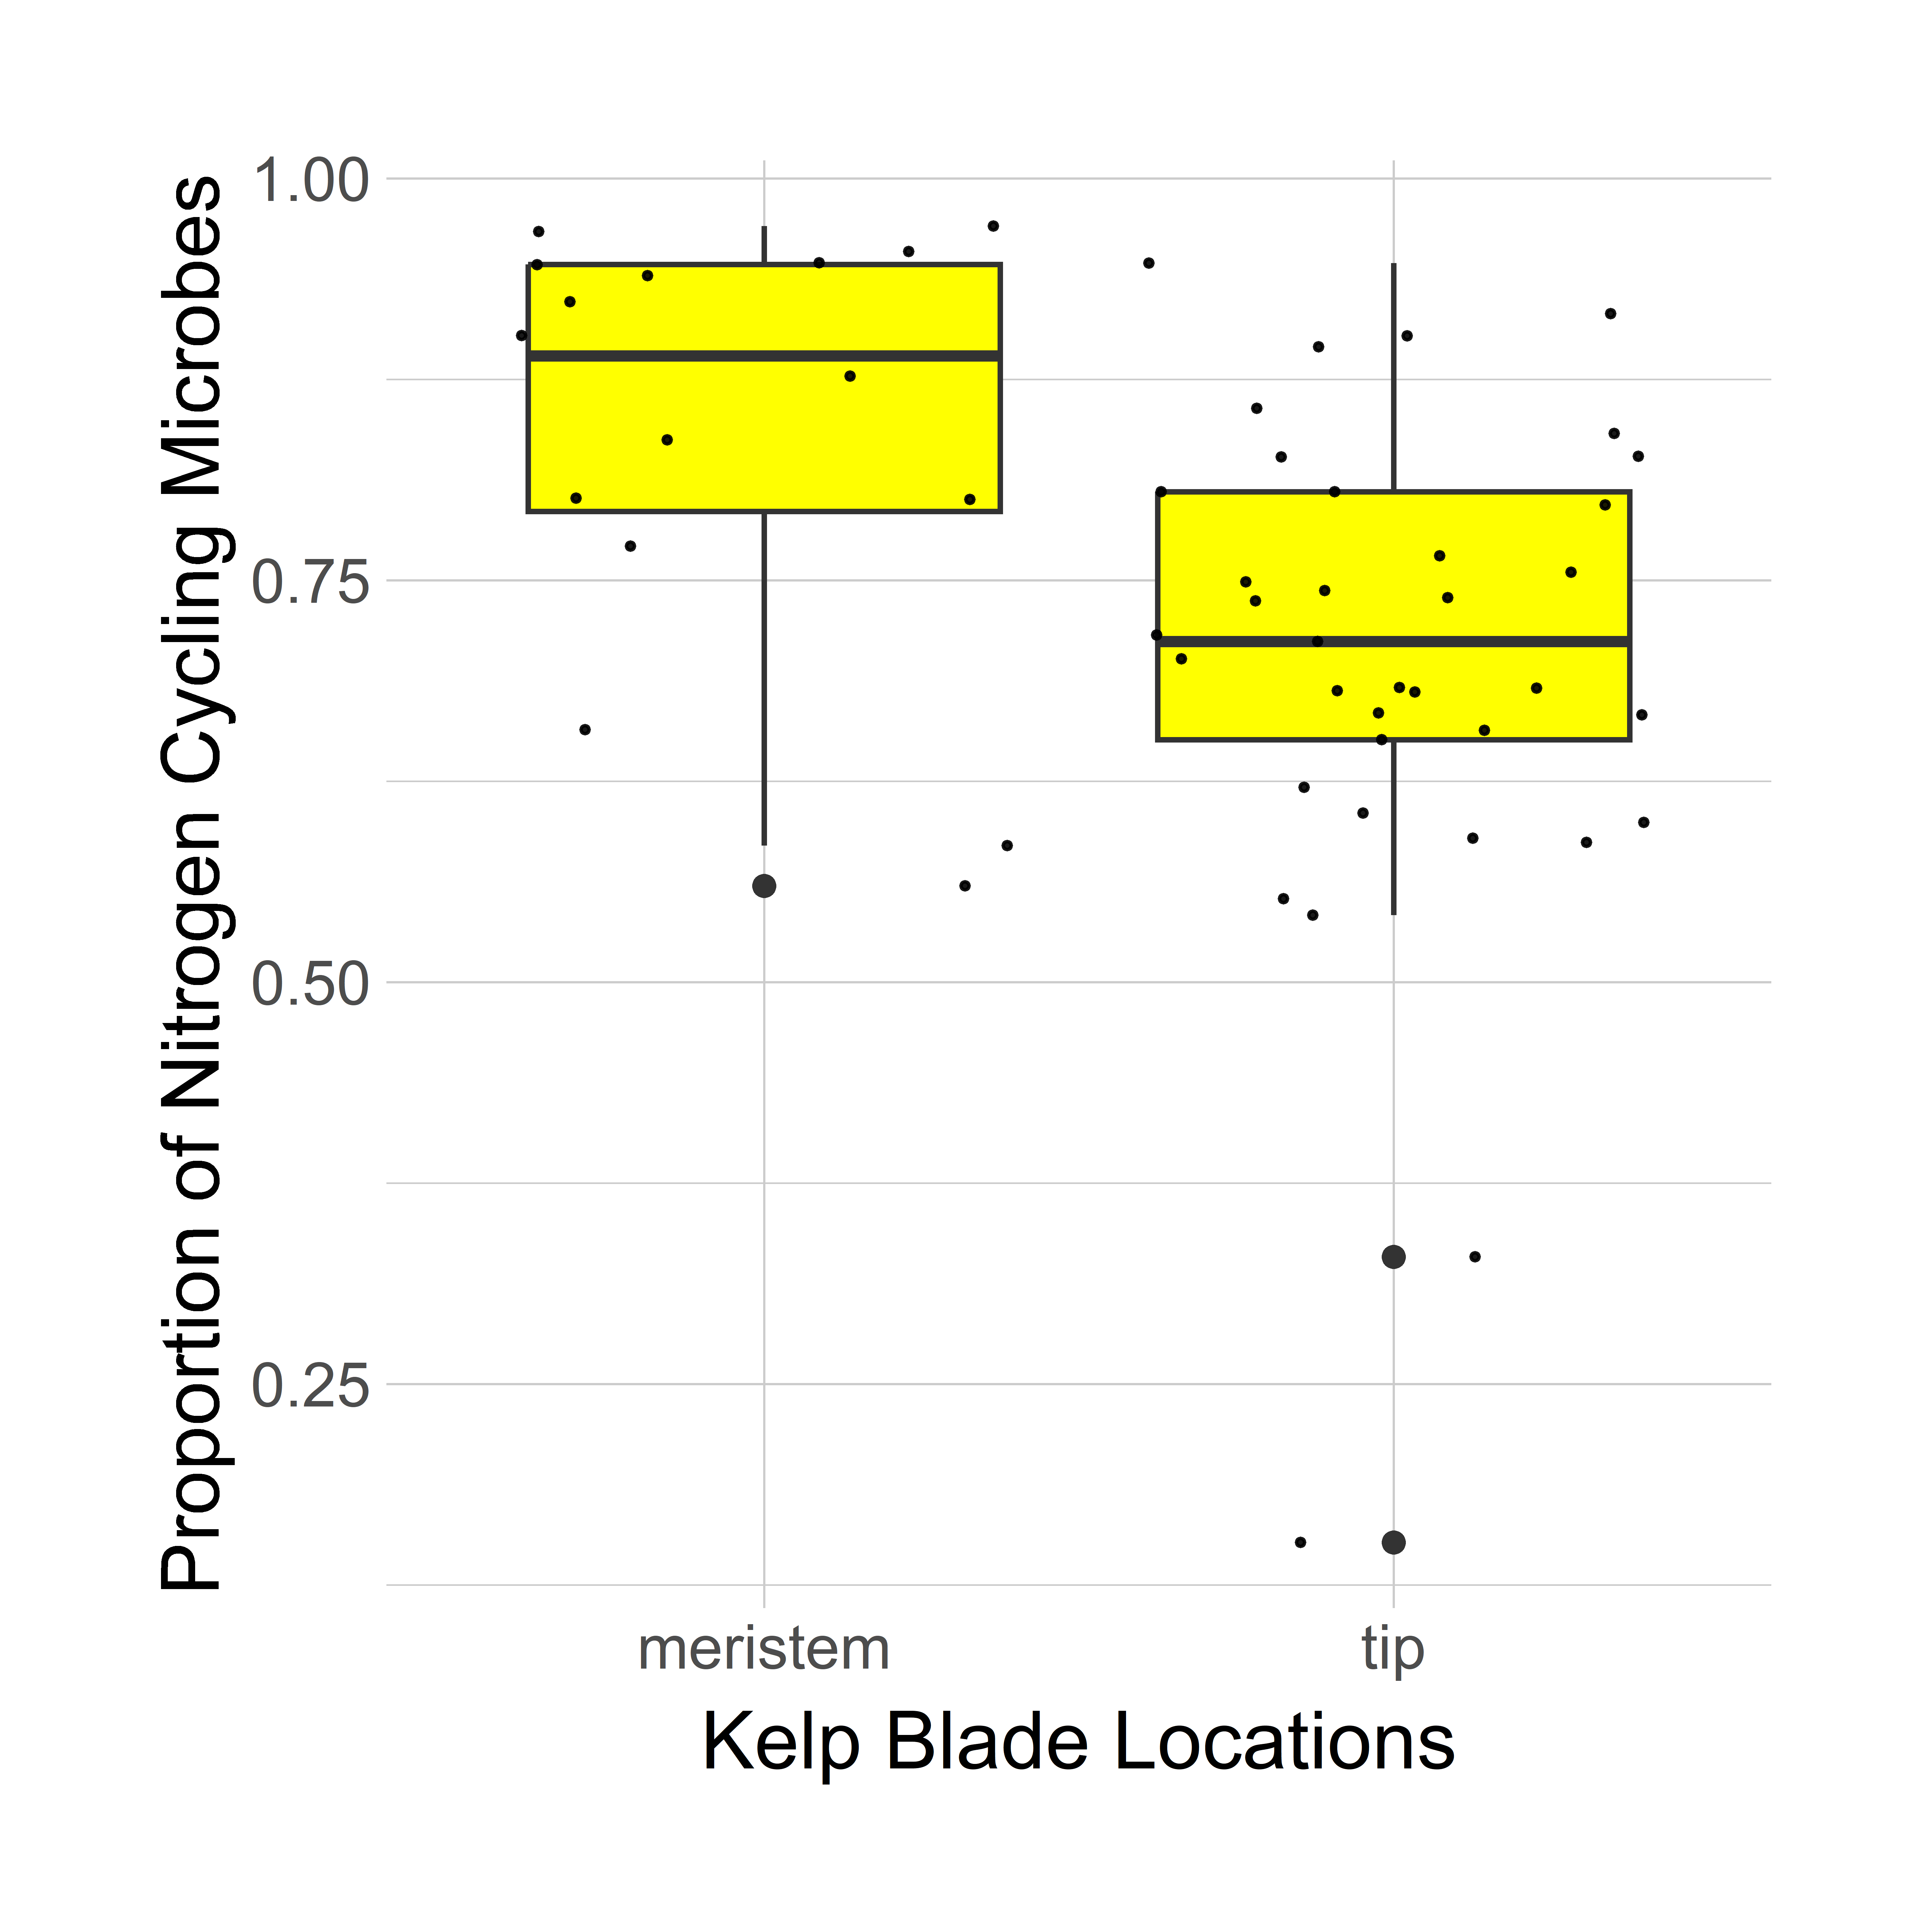 Proportion of Nitrogen Cycling Microbes
1.00
0.75
0.50
0.25
meristem
tip
Kelp Blade Locations